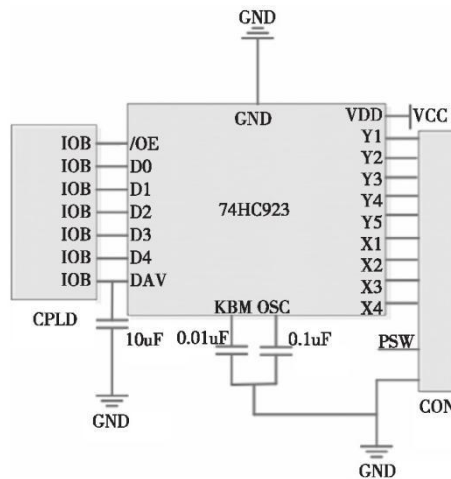 GND
GND
VDD
VCC
IOB
/OE
Y1
IOB
D0
Y2
IOB
D1
Y3
IOB
D2
74HC923
Y4
IOB
D3
Y5
IOB
D4
X1
IOB
DAV
X2
X3
X4
CPLD
KBM OSC
10uF
0.01uF
0.1uF
PSW
GND
CON
GND